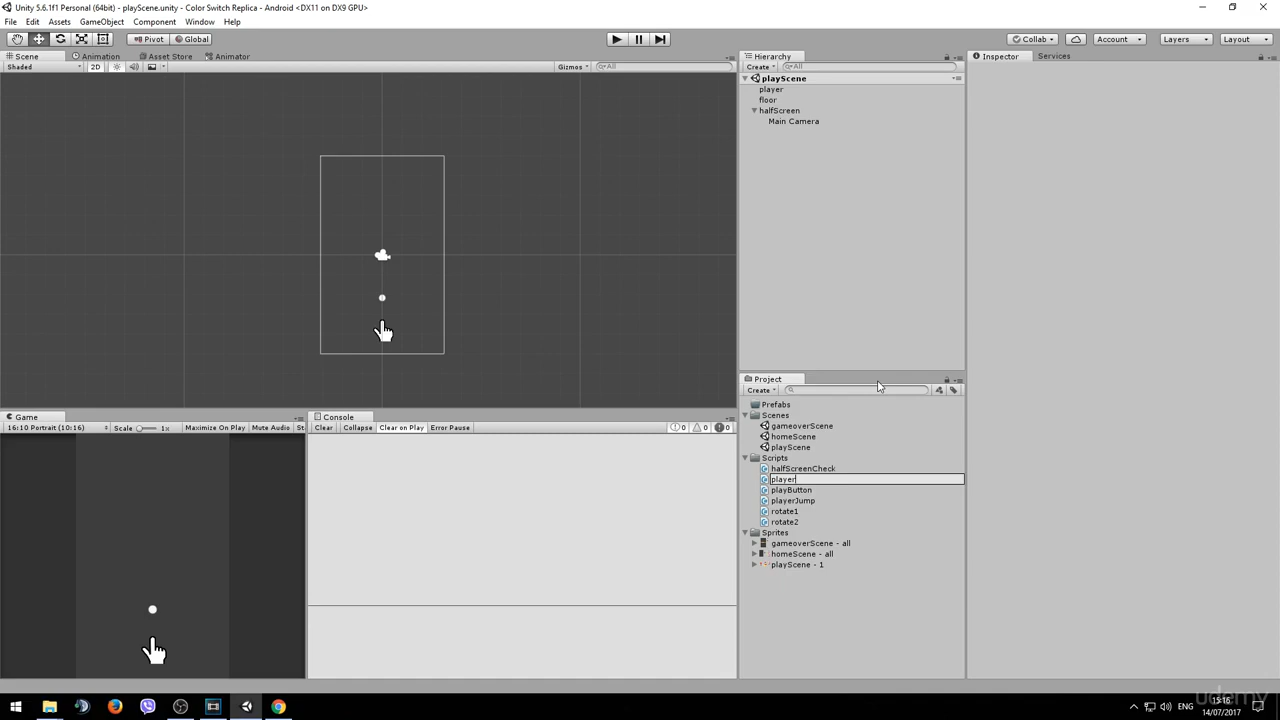 Unity 5.6.1f1 Personal (64bit) - playScene.unity - Color Switch Replica - Android <DX11 on DX9 GPU>
File Edit Assets GameObject Component Window Help
Pivot Global Collab Account Layers Layout
Scene Animation Asset Store Animator
Shaded 2D Gizmos All
Hierarchy
Create All
playScene
player
floor
halfScreen
Main Camera
Inspector Services
Project
Create
Prefabs
Scenes
gameoverScene
homeScene
playScene
Scripts
halfScreenCheck
player
playButton
playerJump
rotate1
rotate2
Sprites
gameoverScene - all
homeScene - all
playScene - 1
Game
16:10 Portrait (10:16) Scale 1x Maximize On Play Mute Audio St
Console
Clear Collapse Clear on Play Error Pause 0 0 0
udemy
ENG
15:16
14/07/2017